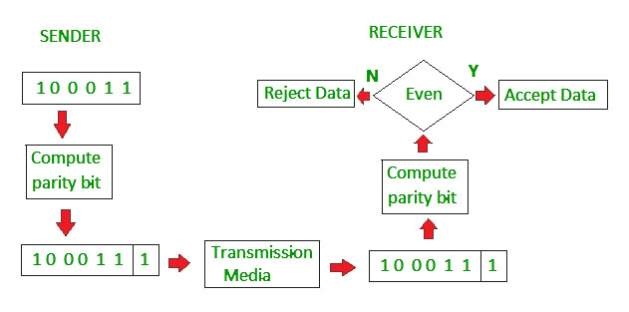 SENDER
1 0 0 0 1 1
Compute
parity bit
1 0 0 0 1 1 1
Transmission
Media
RECEIVER
N
Y
Reject Data
Even
Accept Data
Compute
parity bit
1 0 0 0 1 1 1